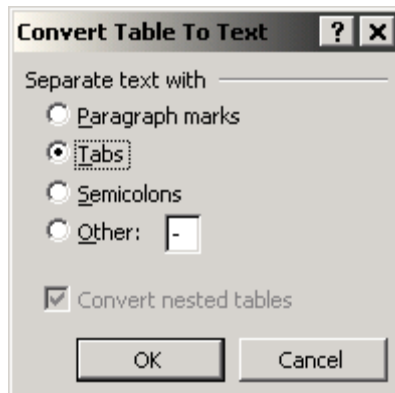 Convert Table To Text ? x
Separate text with
Paragraph marks
Tabs
Semicolons
Other: -
Convert nested tables
OK Cancel